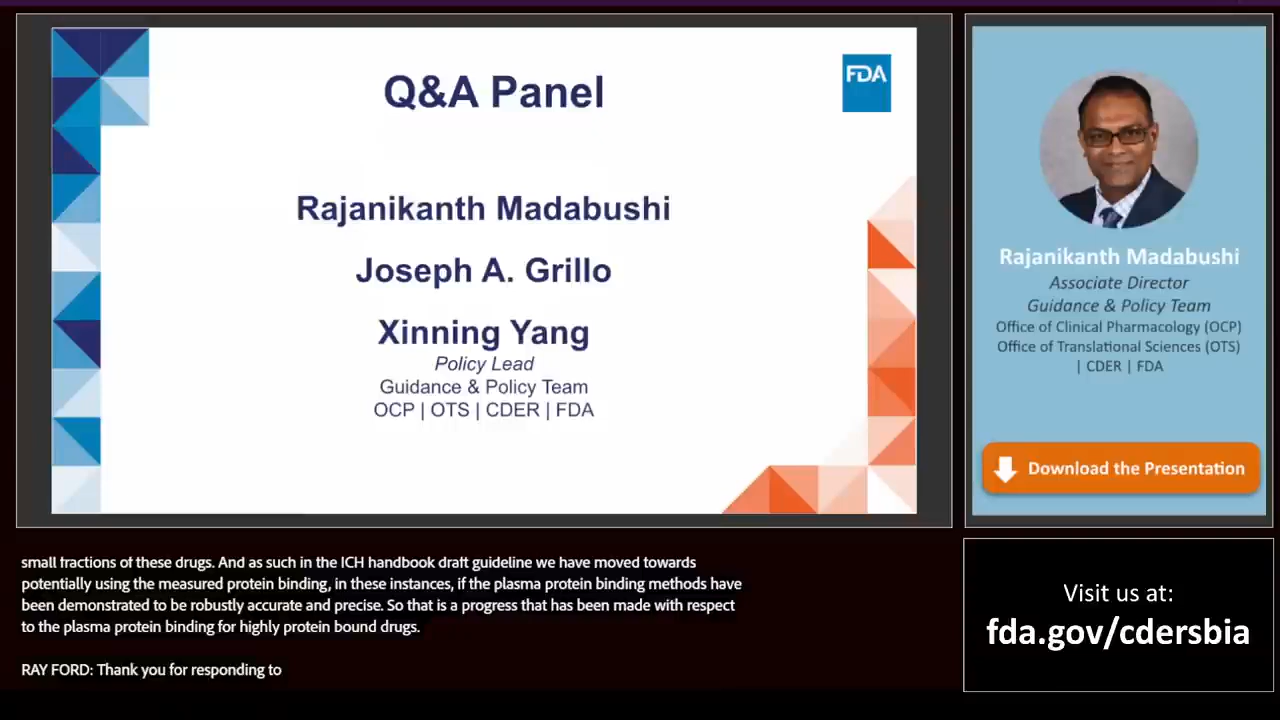 Q&A Panel
FDA
Rajanikanth Madabushi
Joseph A. Grillo
Xinning Yang
Policy Lead
Guidance & Policy Team
OCP | OTS | CDER | FDA
Rajanikanth Madabushi
Associate Director
Guidance & Policy Team
Office of Clinical Pharmacology (OCP)
Office of Translational Sciences (OTS)
| CDER | FDA
Download the Presentation
small fractions of these drugs. And as such in the ICH handbook draft guideline we have moved towards
potentially using the measured protein binding, in these instances, if the plasma protein binding methods have
been demonstrated to be robustly accurate and precise. So that is a progress that has been made with respect
to the plasma protein binding for highly protein bound drugs.
RAY FORD: Thank you for responding to
Visit us at:
fda.gov/cdersbia